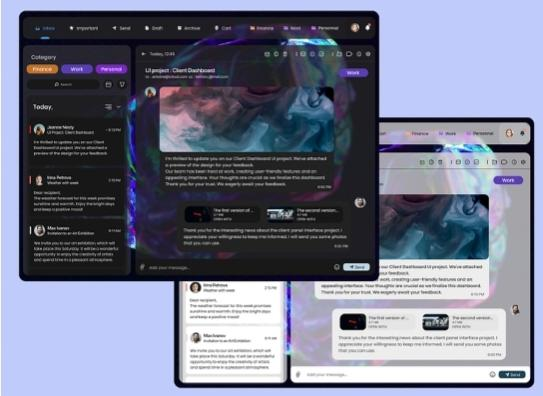 Inbox
Important
Send
Draft
Archive
Cart
Finance
Work
Personnel
Category
Finance
Work
Personal
Search
Today,
Jeanne Neoly
UI Project: Client Dashboard
I'm thrilled to update you on our Client
Dashboard UI project. We've attached a
preview of the design for your feedback.
Irina Petrova
Weather with week
Dear recipient,
The weather forecast for this week promises
sunshine and warmth. Enjoy the bright days
and keep a positive mood!
Max Ivanov
Invitation to an Art Exhibition
We invite you to an art exhibition, which will
take place this Saturday. It will be a wonderful
opportunity to enjoy the creativity of artists
and spend time in a pleasant atmosphere.
Today, 12:45
UI project : Client Dashboard
Work
I'm thrilled to update you on our Client Dashboard UI project. We've attached
a preview of the design for your feedback.
Our team has been hard at work, creating user-friendly features and an
appealing interface. Your thoughts are crucial as we finalize this dashboard.
Thank you for your trust. We eagerly await your feedback.
The first version of ...
The second version ...
Thank you for the interesting news about the client panel interface project. I
appreciate your willingness to keep me informed. I will send you some photos
that you can use.
Add your message...
Send
Finance
Work
Personnel
Work
Client Dashboard UI project. We've attached
work, creating user-friendly features and an
are crucial as we finalize this dashboard.
eagerly await your feedback.
The first version of ...
The second version ...
Thank you for the interesting news about the client panel interface project. I
appreciate your willingness to keep me informed. I will send you some photos
that you can use.
Irina Petrova
Weather with week
Dear recipient,
The weather forecast for this week promises
sunshine and warmth. Enjoy the bright days
and keep a positive mood!
Max Ivanov
Invitation to an Art Exhibition
We invite you to an art exhibition, which will
take place this Saturday. It will be a wonderful
opportunity to enjoy the creativity of artists
and spend time in a pleasant atmosphere.
Add your message...
Send